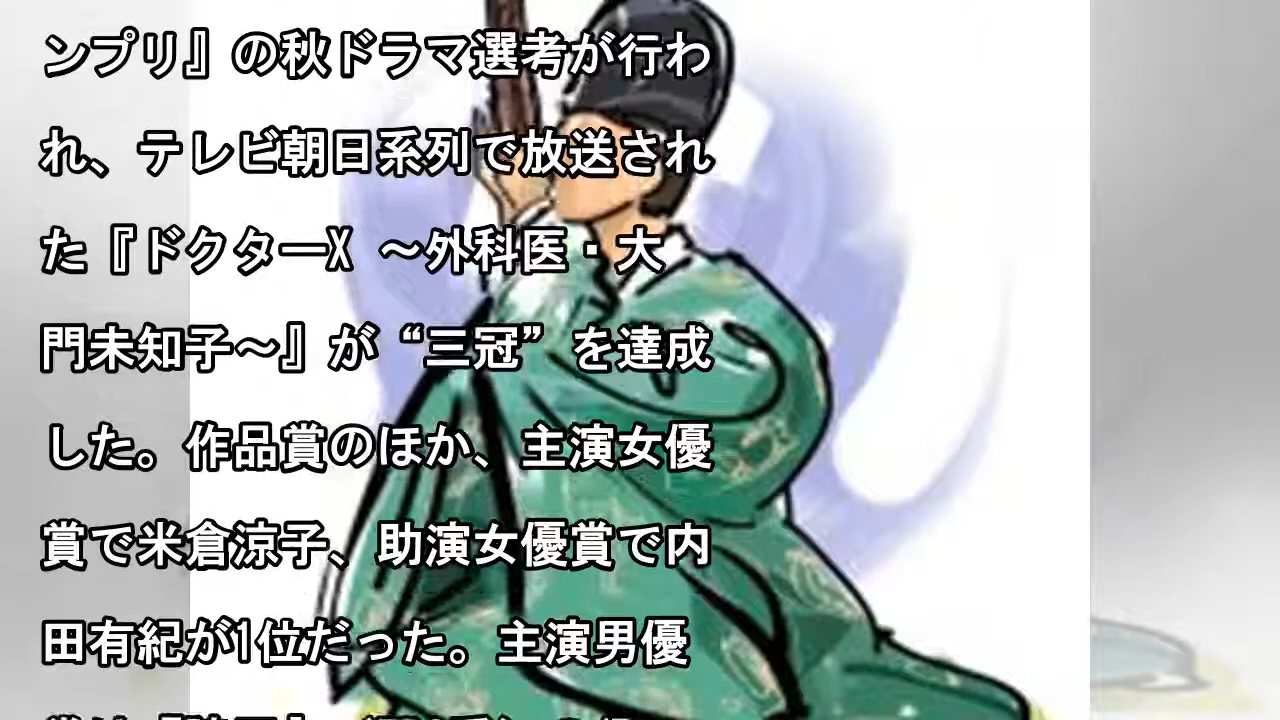 ンプリ』の秋ドラマ選考が行わ
れ、テレビ朝日系列で放送され
た『ドクターX ～外科医・大
門未知子～』が“三冠”を達成
した。作品賞のほか、主演女優
賞で米倉涼子、助演女優賞で内
田有紀が1位だった。主演男優